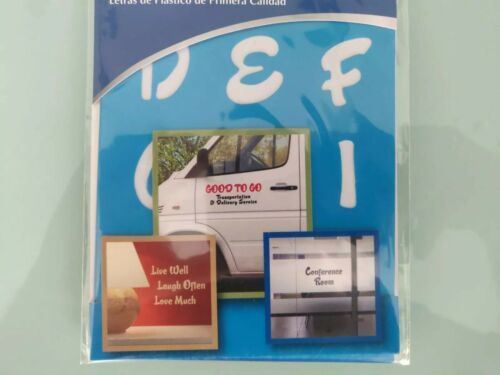 Letras de Plástico de Primera Calidad
D E F
I
GOOD TO GO
Transportation
& Delivery Service
Live Well
Laugh Often
Love Much
Conference
Room